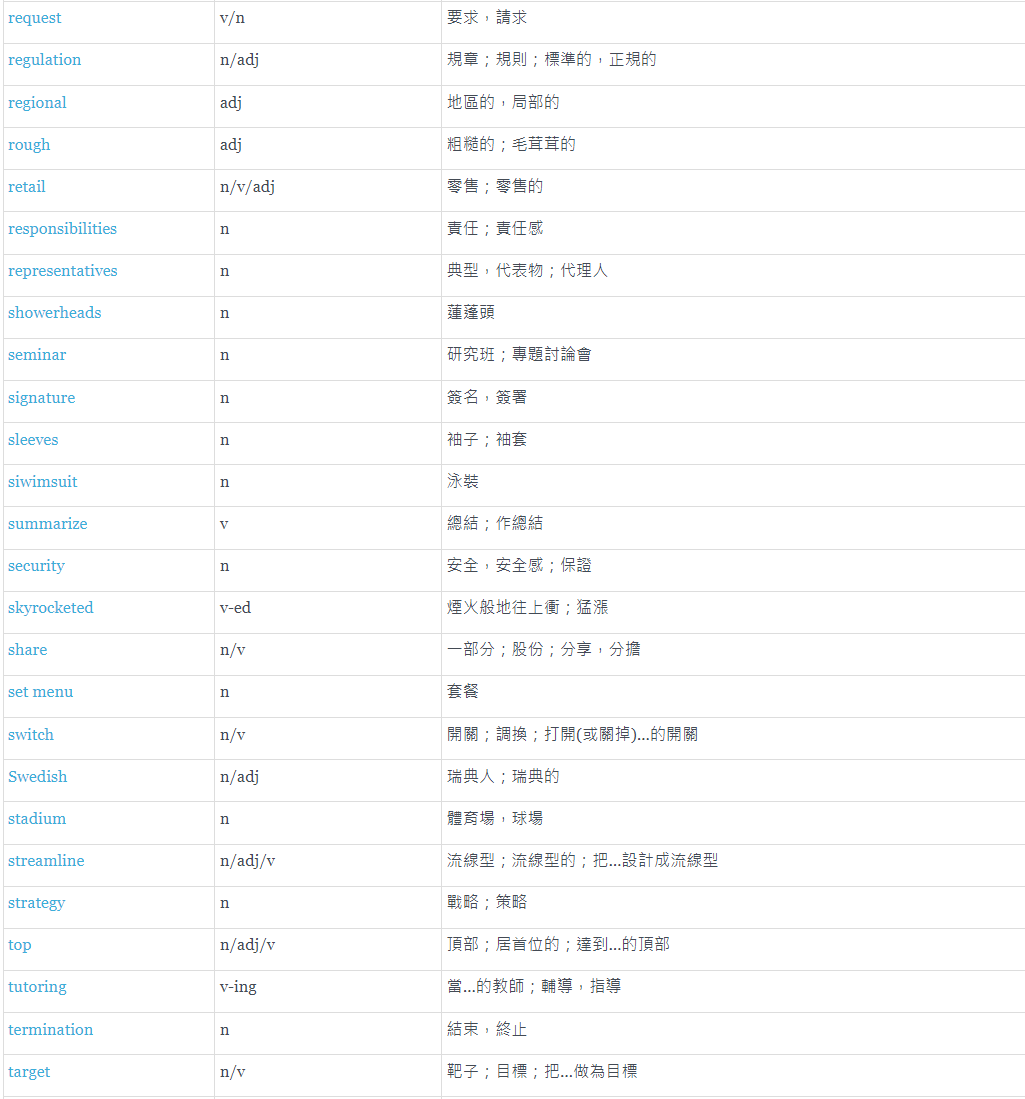 request v/n 要求，請求
regulation n/adj 規章；規則；標準的，正規的
regional adj 地區的，局部的
rough adj 粗糙的；毛茸茸的
retail n/v/adj 零售；零售的
responsibilities n 責任；責任感
representatives n 典型，代表物；代理人
showerheads n 蓮蓬頭
seminar n 研究班；專題討論會
signature n 簽名，簽署
sleeves n 袖子；袖套
siwimsuit n 泳裝
summarize v 總結；作總結
security n 安全，安全感；保證
skyrocketed v-ed 煙火般地往上衝；猛漲
share n/v 一部分；股份；分享，分擔
set menu n 套餐
switch n/v 開關；調換；打開(或關掉)...的開關
Swedish n/adj 瑞典人；瑞典的
stadium n 體育場，球場
streamline n/adj/v 流線型；流線型的；把...設計成流線型
strategy n 戰略；策略
top n/adj/v 頂部；居首位的；達到...的頂部
tutoring v-ing 當...的教師；輔導，指導
termination n 結束，終止
target n/v 靶子；目標；把...做為目標